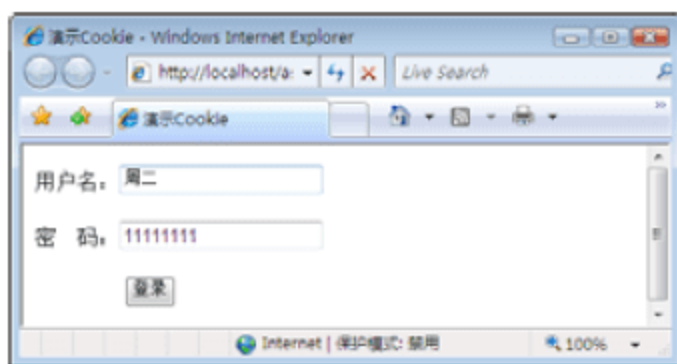 演示Cookie - Windows Internet Explorer
http://localhost/a:
Live Search
演示Cookie
用户名: 周二
密 码: 11111111
登录
Internet | 保护模式: 禁用
100%